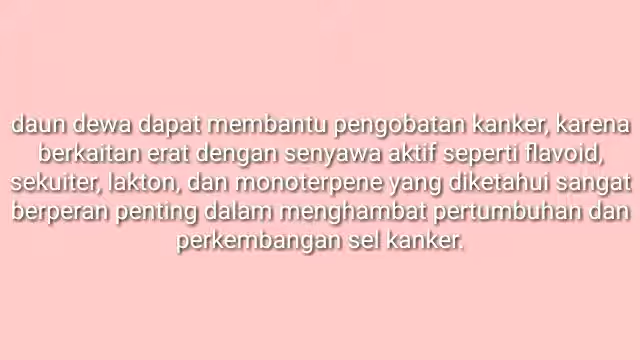 daun dewa dapat membantu pengobatan kanker, karena
berkaitan erat dengan senyawa aktif seperti flavoid,
sekuiter, lakton, dan monoterpene yang diketahui sangat
berperan penting dalam menghambat pertumbuhan dan
perkembangan sel kanker.